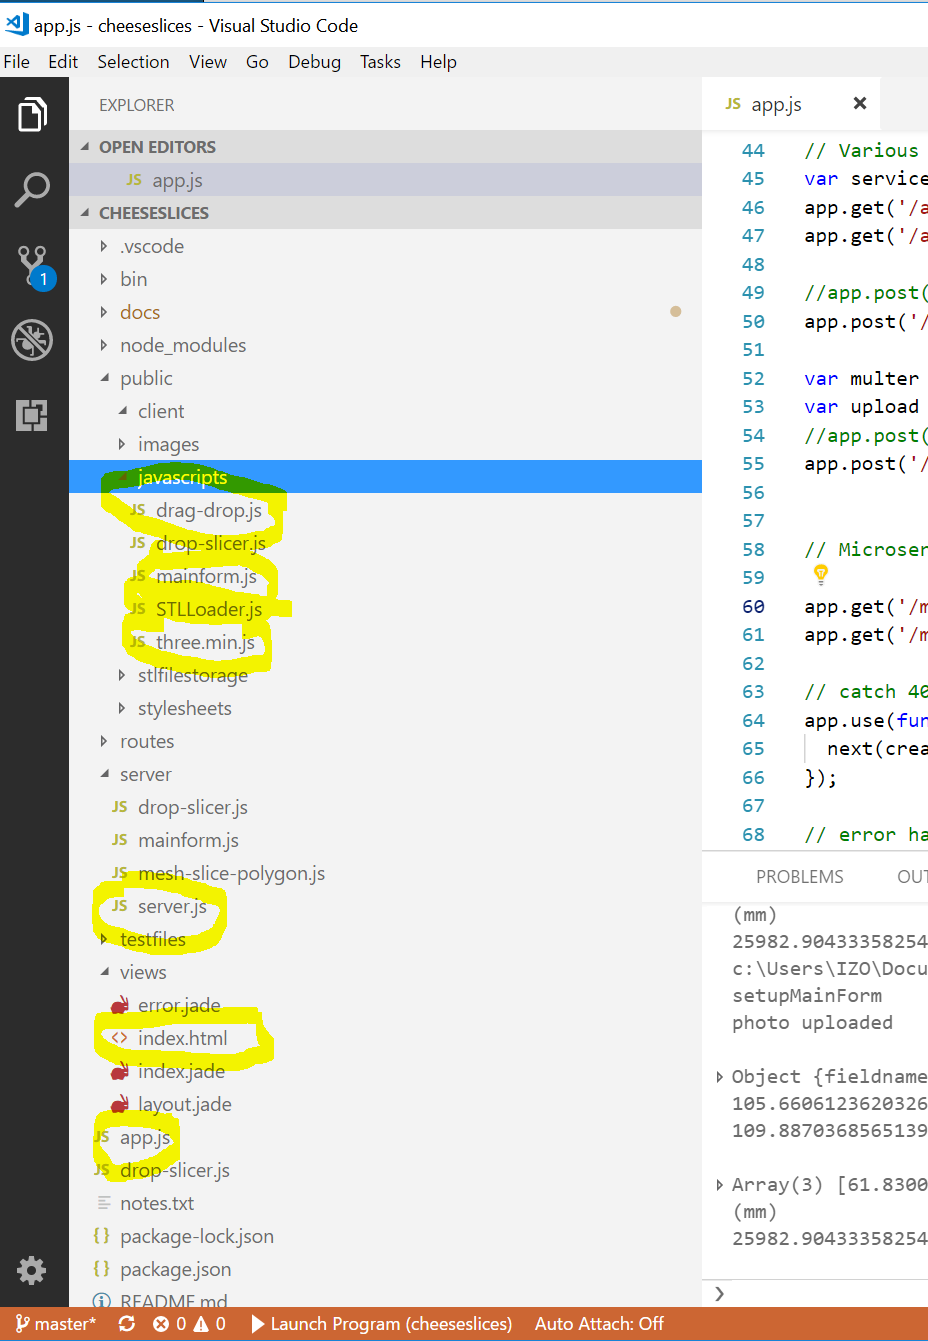 app.js - cheeseslices - Visual Studio Code
File Edit Selection View Go Debug Tasks Help
EXPLORER
OPEN EDITORS
JS app.js
CHEESESLICES
.vscode
bin
docs
node_modules
public
client
images
javascripts
JS drag-drop.js
JS drop-slicer.js
JS mainform.js
JS STLLoader.js
JS three.min.js
stlfilestorage
stylesheets
routes
server
JS drop-slicer.js
JS mainform.js
JS mesh-slice-polygon.js
JS server.js
testfiles
views
error.jade
<> index.html
index.jade
layout.jade
JS app.js
JS drop-slicer.js
notes.txt
{} package-lock.json
{} package.json
README.md
1
JS app.js ×
44 // Various
45 var service
46 app.get('/a
47 app.get('/a
48
49 //app.post(
50 app.post('/
51
52 var multer
53 var upload
54 //app.post(
55 app.post('/
56
57
58 // Microser
59
60 app.get('/m
61 app.get('/m
62
63 // catch 40
64 app.use(fun
65 next(crea
66 });
67
68 // error ha
PROBLEMS OUT
(mm)
25982.90433358254
c:\Users\IZO\Docu
setupMainForm
photo uploaded
Object {fieldname
105.6606123620326
109.8870368565139
Array(3) [61.8300
(mm)
25982.90433358254
master* 0 0 Launch Program (cheeseslices) Auto Attach: Off